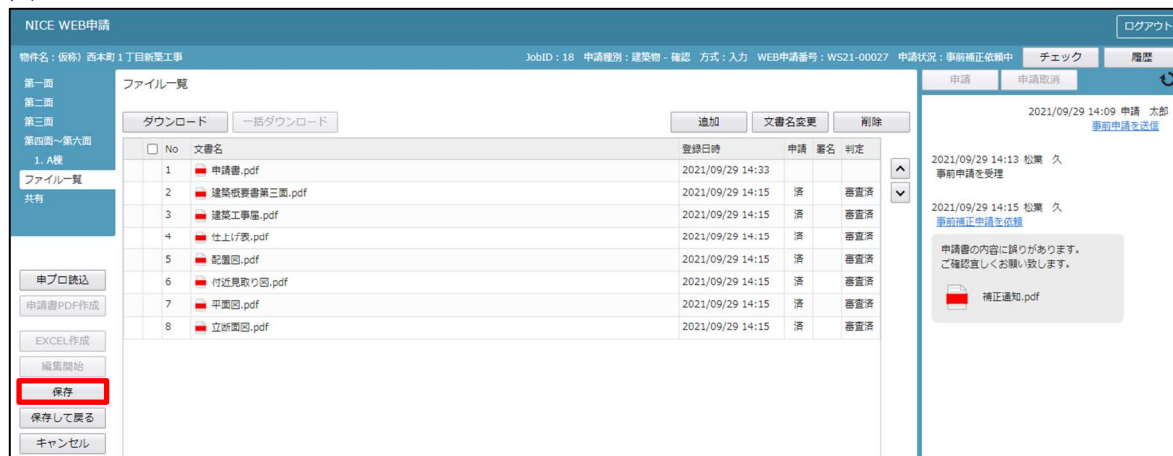 NICE WEB申請
ログアウト
物件名：仮称）西本町１丁目新築工事
JobID：18 申請種別：建築物 - 確認 方式：入力 WEB申請番号：WS21-00027 申請状況：事前補正依頼中
チェック
履歴
第一面
第二面
第三面
第四面～第六面
1. A棟
ファイル一覧
共有
申プロ読込
申請書PDF作成
EXCEL作成
編集開始
保存
保存して戻る
キャンセル
ファイル一覧
ダウンロード 一括ダウンロード 追加 文書名変更 削除
No 文書名 登録日時 申請 署名 判定
1 申請書.pdf 2021/09/29 14:33
2 建築概要書第三面.pdf 2021/09/29 14:15 済 審査済
3 建築工事届.pdf 2021/09/29 14:15 済 審査済
4 仕上げ表.pdf 2021/09/29 14:15 済 審査済
5 配置図.pdf 2021/09/29 14:15 済 審査済
6 付近見取り図.pdf 2021/09/29 14:15 済 審査済
7 平面図.pdf 2021/09/29 14:15 済 審査済
8 立断面図.pdf 2021/09/29 14:15 済 審査済
申請 申請取消
2021/09/29 14:09 申請 太郎
事前申請を送信
2021/09/29 14:13 松葉 久
事前申請を受理
2021/09/29 14:15 松葉 久
事前補正申請を依頼
申請書の内容に誤りがあります。
ご確認宜しくお願い致します。
補正通知.pdf